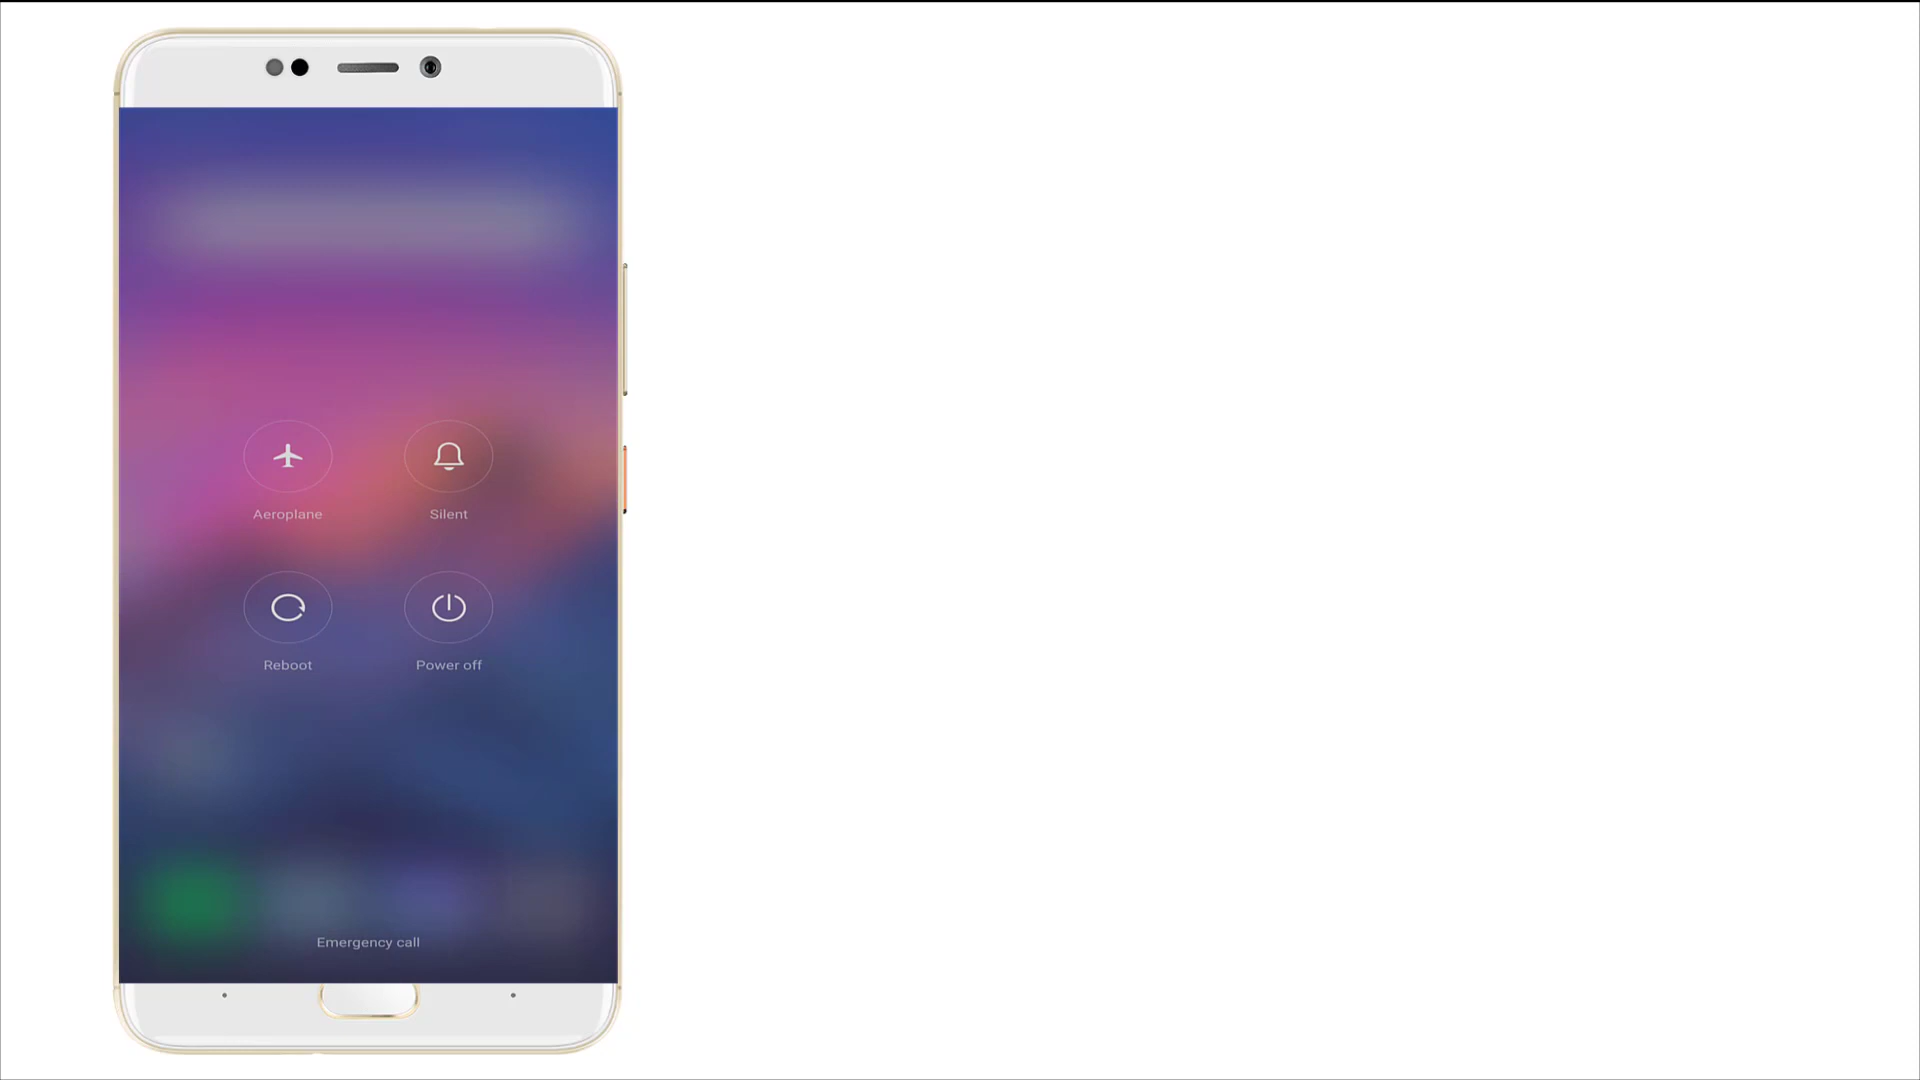 Aeroplane
Silent
Reboot
Power off
Emergency call